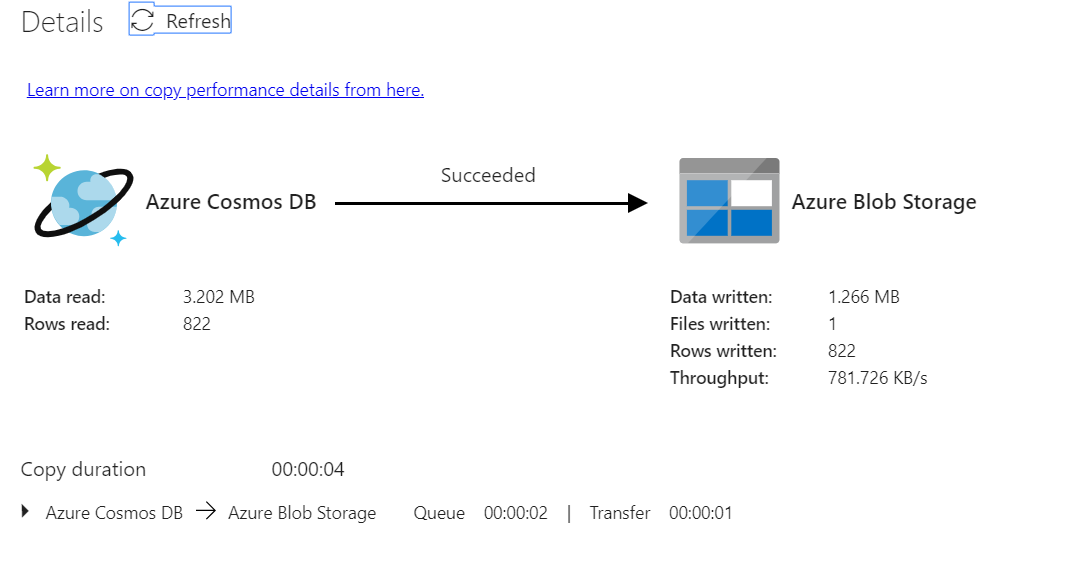 Details Refresh
Learn more on copy performance details from here.
Succeeded
Azure Cosmos DB Azure Blob Storage
Data read: 3.202 MB Data written: 1.266 MB
Rows read: 822 Files written: 1
Rows written: 822
Throughput: 781.726 KB/s
Copy duration 00:00:04
Azure Cosmos DB → Azure Blob Storage Queue 00:00:02 | Transfer 00:00:01